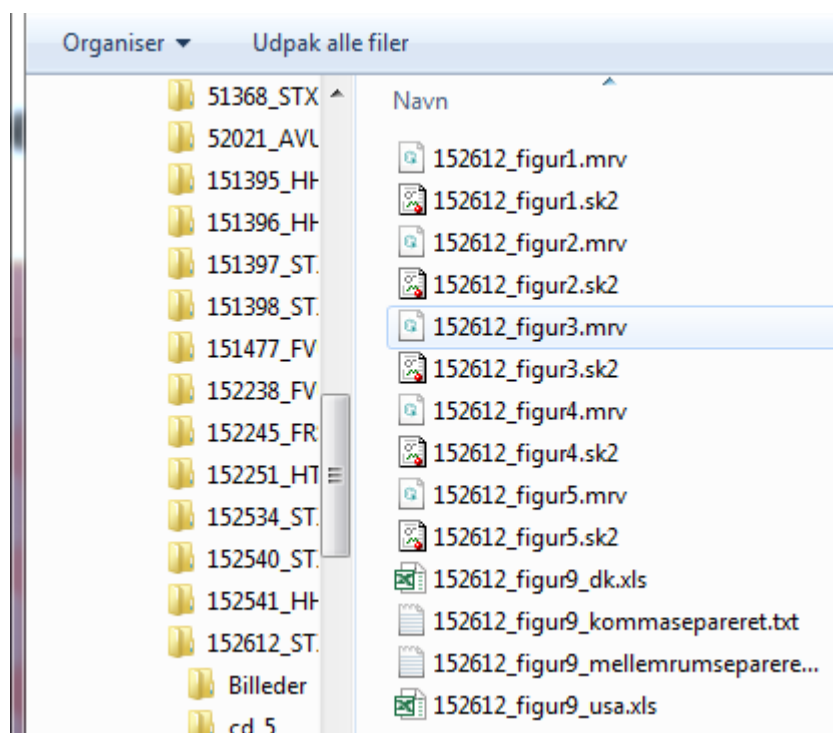 Organiser Udpak alle filer
51368_STX
52021_AVU
151395_HH
151396_HH
151397_ST.
151398_ST.
151477_FV
152238_FV
152245_FR
152251_HT
152534_ST.
152540_ST.
152541_HH
152612_ST.
Billeder
cd_5
Navn
152612_figur1.mrv
152612_figur1.sk2
152612_figur2.mrv
152612_figur2.sk2
152612_figur3.mrv
152612_figur3.sk2
152612_figur4.mrv
152612_figur4.sk2
152612_figur5.mrv
152612_figur5.sk2
152612_figur9_dk.xls
152612_figur9_kommasepareret.txt
152612_figur9_mellemrumseparere...
152612_figur9_usa.xls